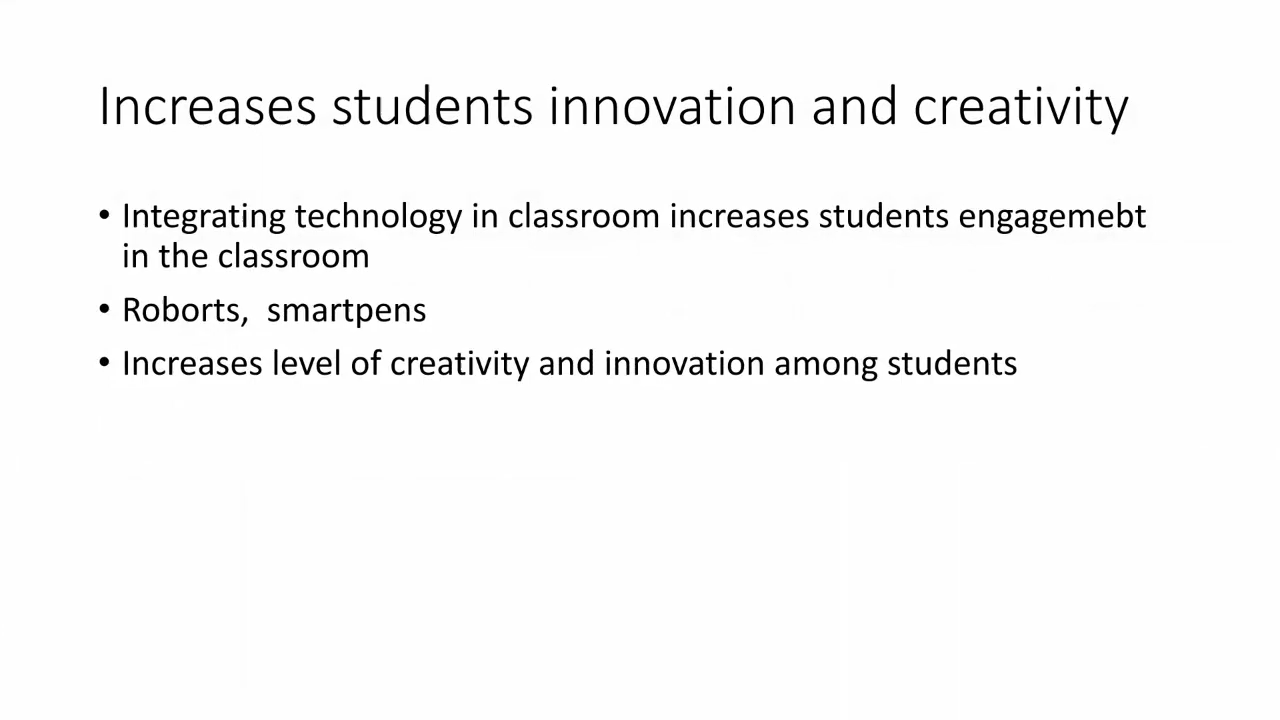 Increases students innovation and creativity
• Integrating technology in classroom increases students engagemebt
in the classroom
• Roborts,  smartpens
• Increases level of creativity and innovation among students